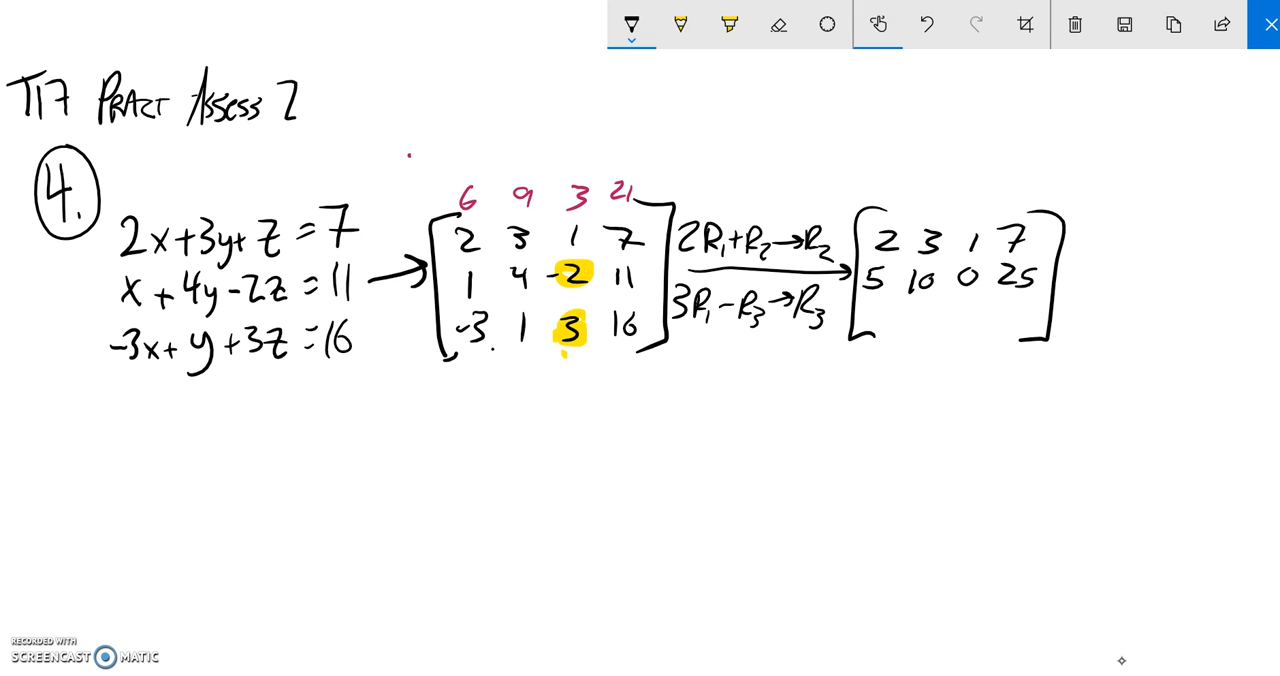 T17 PRACT Assess 2
4.
2x+3y+z=7
x+4y-2z=11
-3x+y+3z=16
6 9 3 21
2 3 1 7
1 4 -2 11
-3 1 3 16
2R₁+R₂→R₂
3R₁-R₃→R₃
2 3 1 7
5 10 0 25
RECORDED WITH
SCREENCAST MATIC